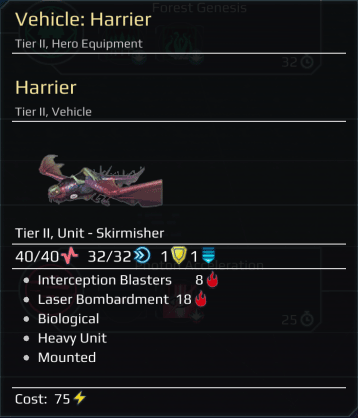 Forest Genesis
Vehicle: Harrier
Tier II, Hero Equipment
32
Harrier
Tier II, Vehicle
Tier II, Unit - Skirmisher
40/40 32/32 1 1
Interception Blasters 8
Laser Bombardment 18
Biological
25
Heavy Unit
Mounted
Cost: 75